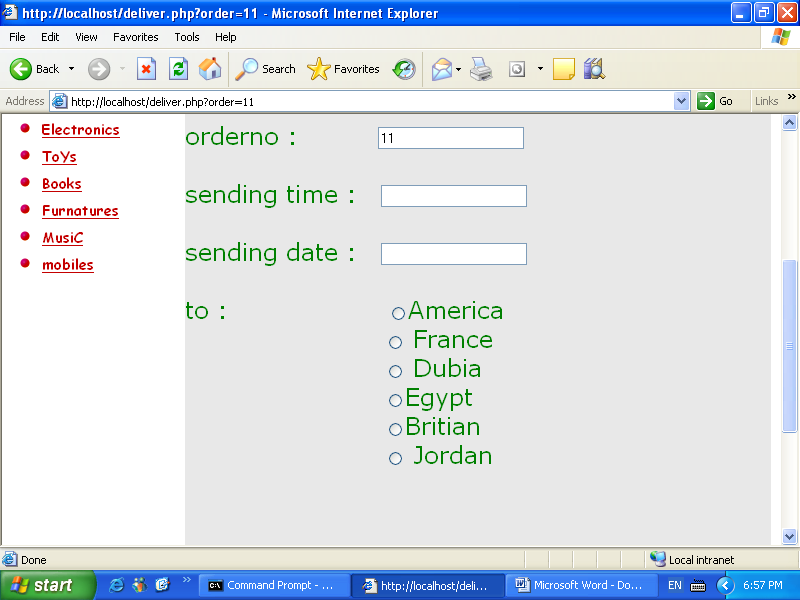 http://localhost/deliver.php?order=11 - Microsoft Internet Explorer
File Edit View Favorites Tools Help
Back Search Favorites
Address http://localhost/deliver.php?order=11 Go Links »
Electronics
ToYs
Books
Furnatures
MusiC
mobiles
orderno : 11
sending time :
sending date :
to : America
France
Dubia
Egypt
Britian
Jordan
Done Local intranet
start » Command Prompt - ... http://localhost/deli... Microsoft Word - Do... EN 6:57 PM